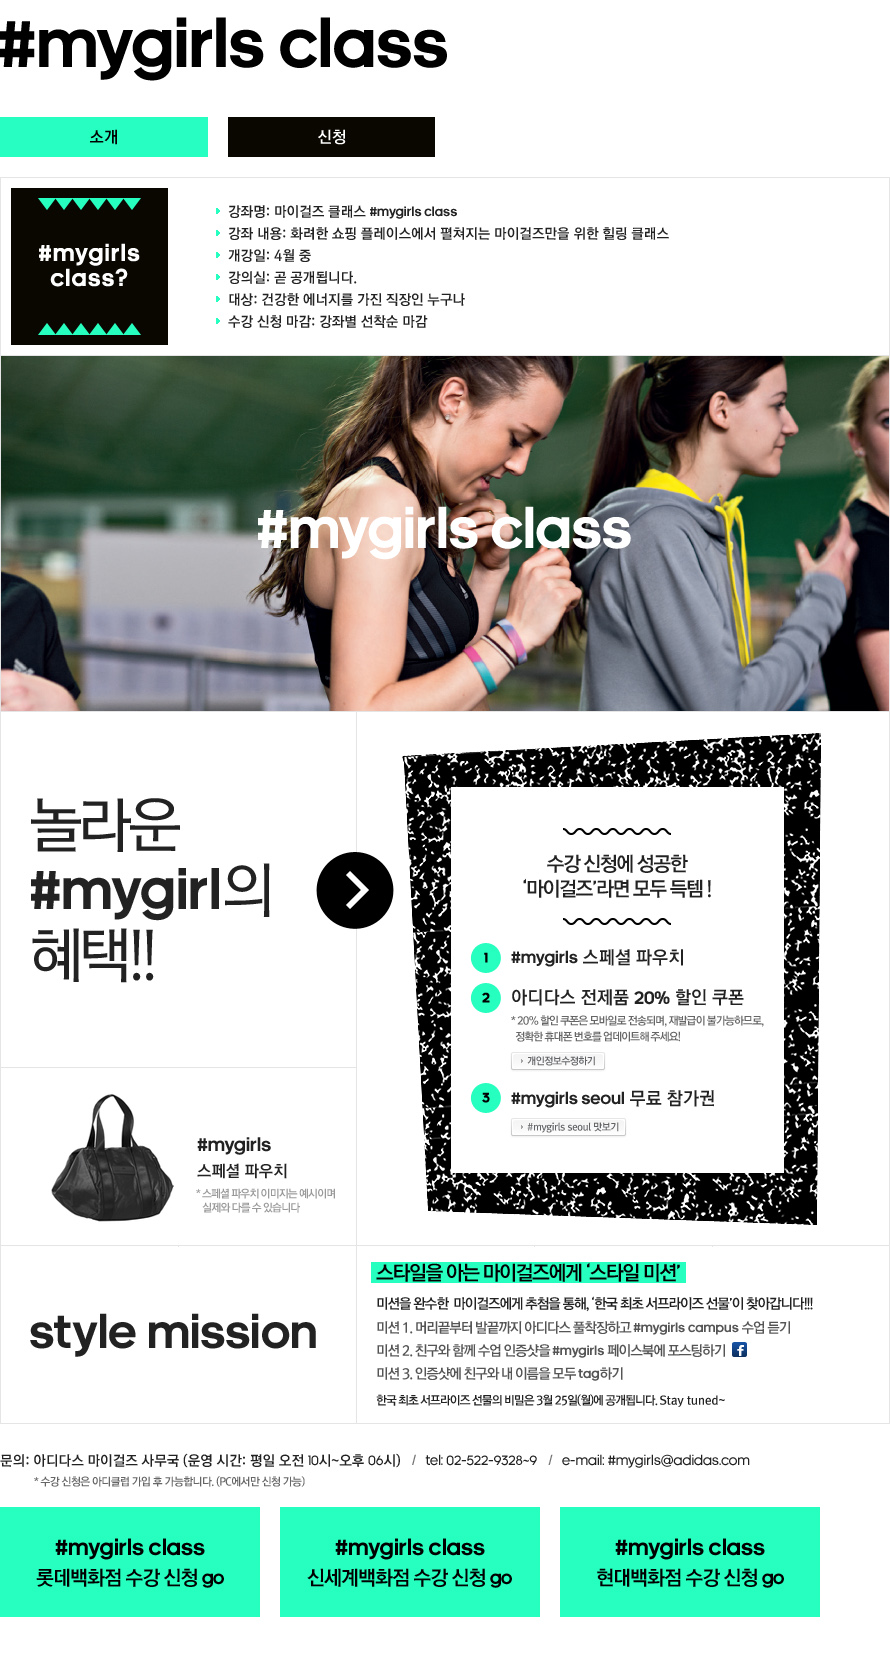 #mygirls class
소개
신청
#mygirls
class?
강좌명: 마이걸즈 클래스 #mygirls class
강좌 내용: 화려한 쇼핑 플레이스에서 펼쳐지는 마이걸즈만을 위한 힐링 클래스
개강일: 4월 중
강의실: 곧 공개됩니다.
대상: 건강한 에너지를 가진 직장인 누구나
수강 신청 마감: 강좌별 선착순 마감
#mygirls class
놀라운
#mygirl의
혜택!!
수강 신청에 성공한
‘마이걸즈’라면 모두 득템!
1 #mygirls 스페셜 파우치
2 아디다스 전제품 20% 할인 쿠폰
* 20% 할인 쿠폰은 모바일로 전송되며, 재발급이 불가능하므로,
정확한 휴대폰 번호를 업데이트해 주세요!
› 개인정보수정하기
3 #mygirls seoul 무료 참가권
› #mygirls seoul 맛보기
#mygirls
스페셜 파우치
* 스페셜 파우치 이미지는 예시이며
실제와 다를 수 있습니다
style mission
스타일을 아는 마이걸즈에게 ‘스타일 미션’
미션을 완수한 마이걸즈에게 추첨을 통해, ‘한국 최초 서프라이즈 선물’이 찾아갑니다!!!
미션 1. 머리끝부터 발끝까지 아디다스 풀착장하고 #mygirls campus 수업 듣기
미션 2. 친구와 함께 수업 인증샷을 #mygirls 페이스북에 포스팅하기 f
미션 3. 인증샷에 친구와 내 이름을 모두 tag하기
한국 최초 서프라이즈 선물의 비밀은 3월 25일(월)에 공개됩니다. Stay tuned~
문의: 아디다스 마이걸즈 사무국 (운영 시간: 평일 오전 10시~오후 06시) / tel: 02-522-9328~9 / e-mail: #mygirls@adidas.com
* 수강 신청은 아디클럽 가입 후 가능합니다. (PC에서만 신청 가능)
#mygirls class
롯데백화점 수강 신청 go
#mygirls class
신세계백화점 수강 신청 go
#mygirls class
현대백화점 수강 신청 go